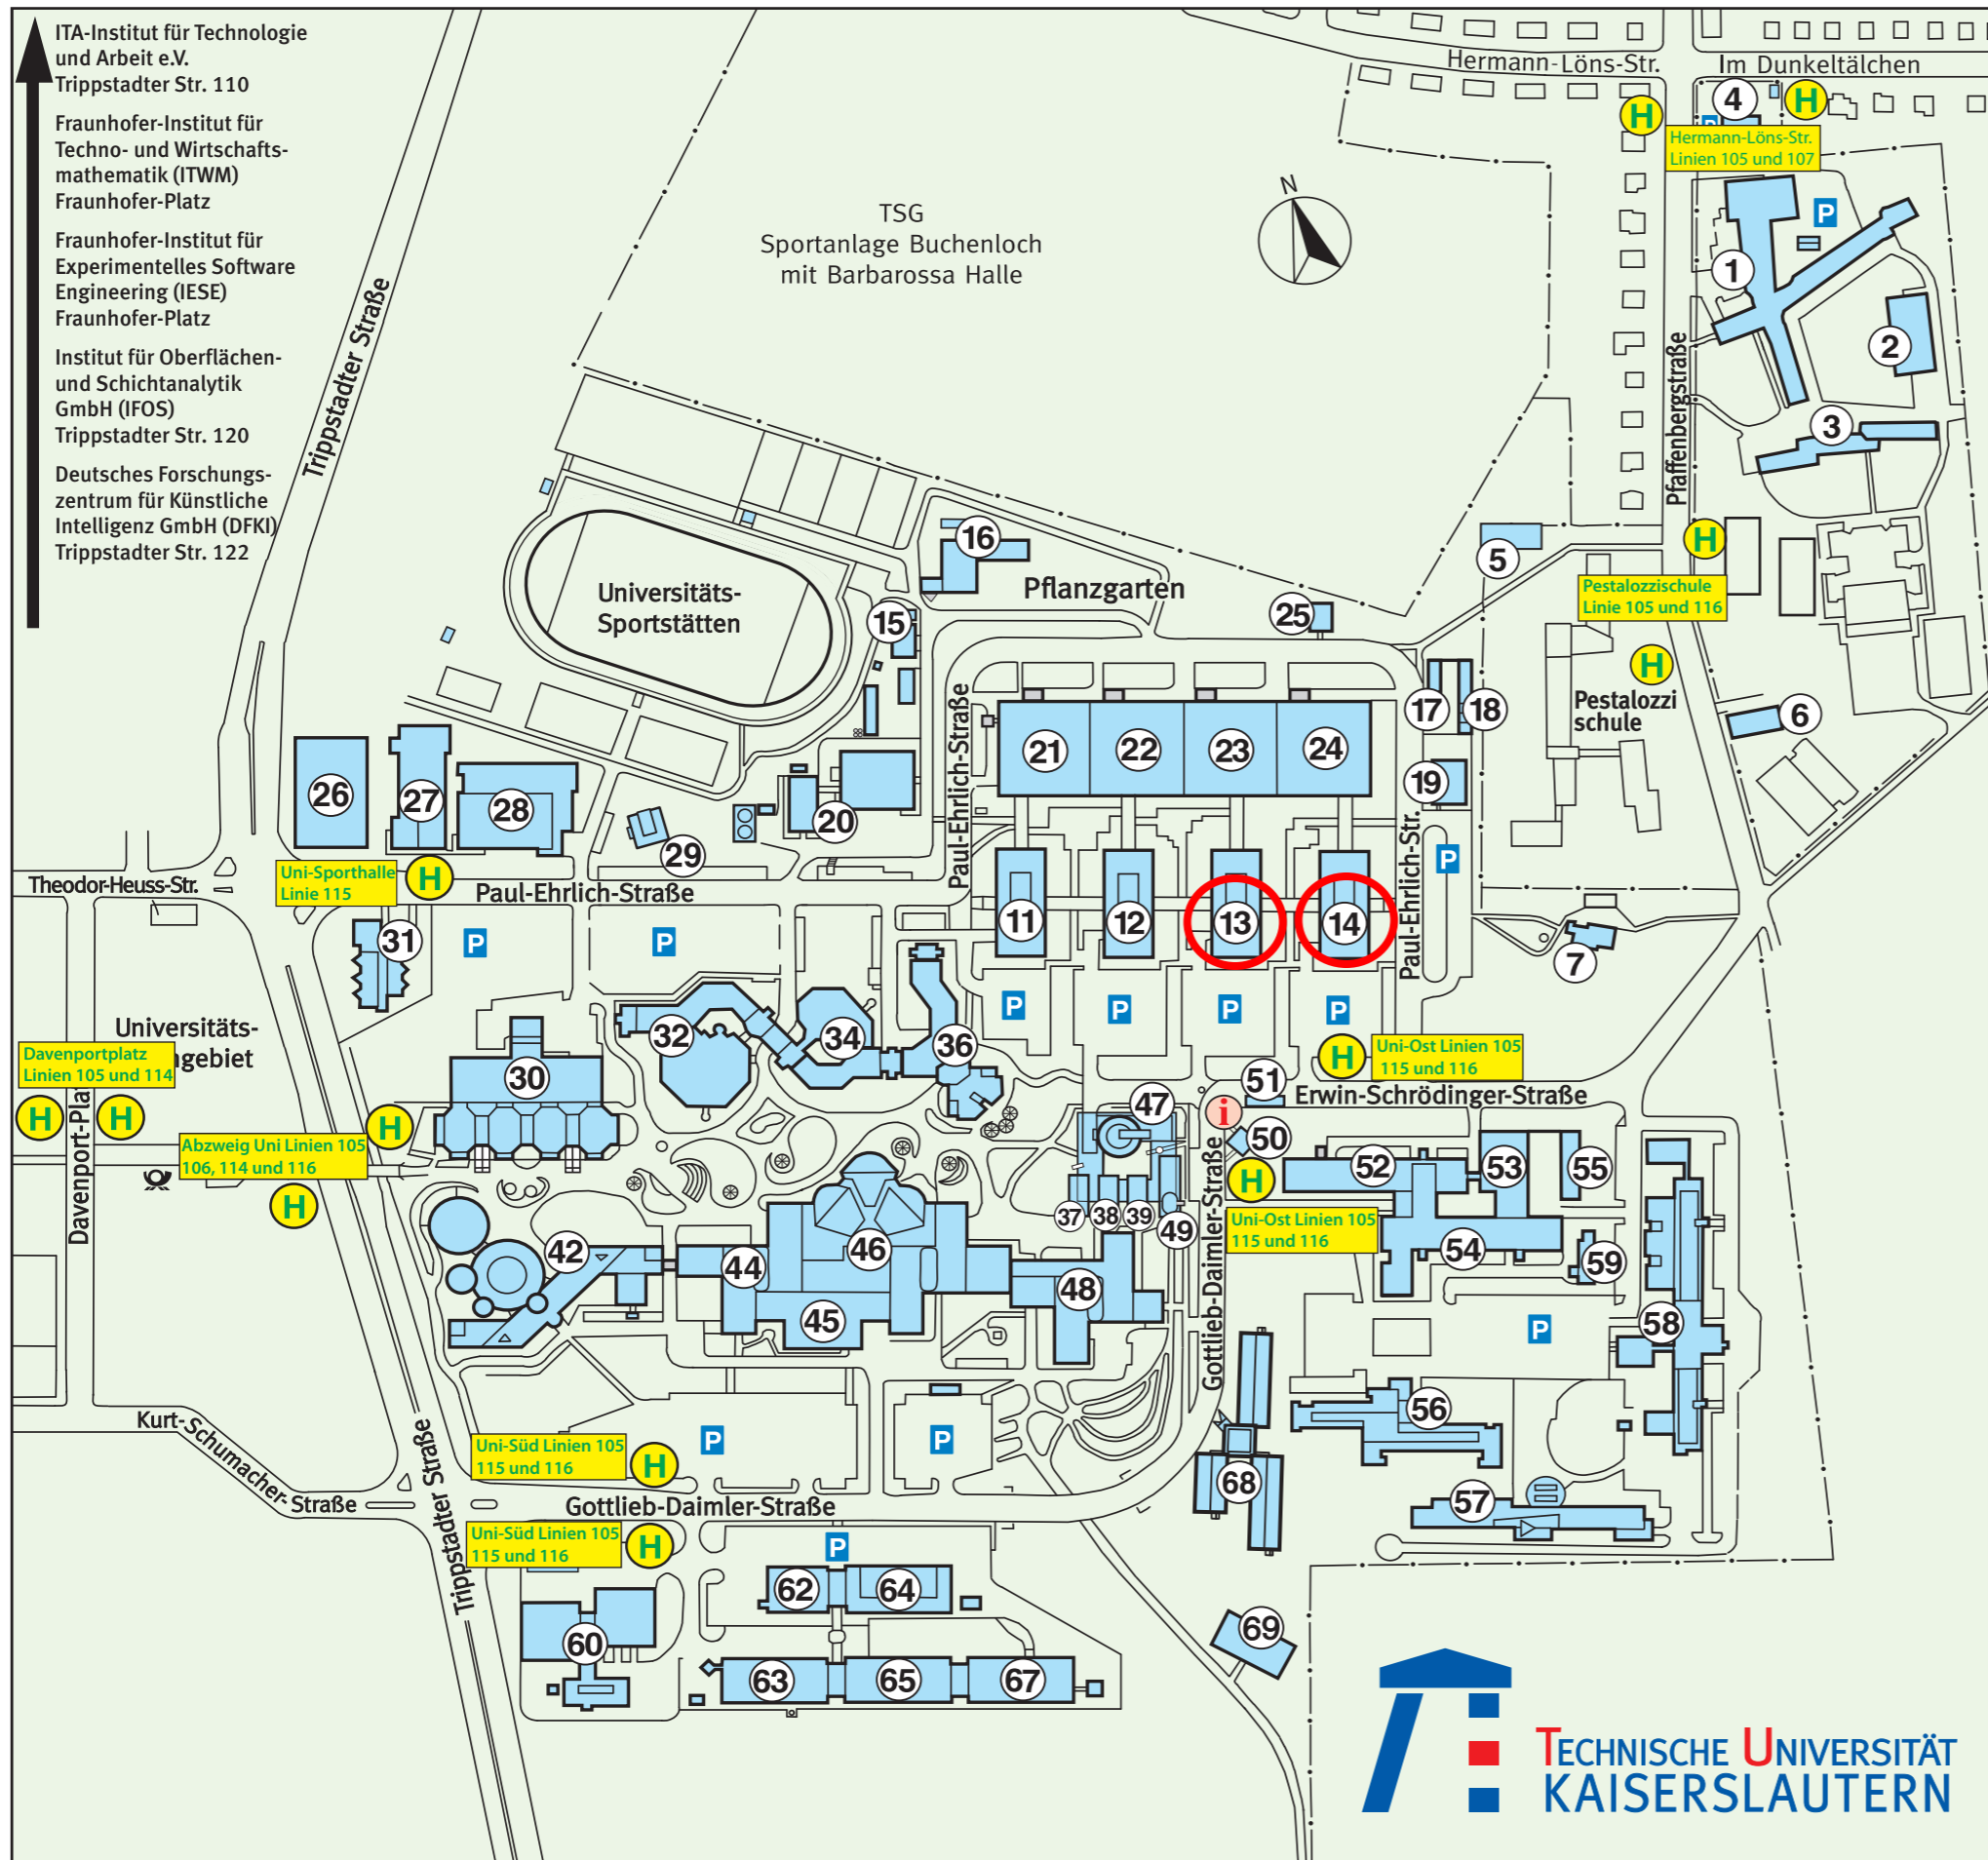 ITA-Institut für Technologie
und Arbeit e.V.
Trippstadter Str. 110
Fraunhofer-Institut für
Techno- und Wirtschafts-
mathematik (ITWM)
Fraunhofer-Platz
Fraunhofer-Institut für
Experimentelles Software
Engineering (IESE)
Fraunhofer-Platz
Institut für Oberflächen-
und Schichtanalytik
GmbH (IFOS)
Trippstadter Str. 120
Deutsches Forschungs-
zentrum für Künstliche
Intelligenz GmbH (DFKI)
Trippstadter Str. 122
Hermann-Löns-Str.
Im Dunkeltälchen
H
4
H
P
Hermann-Löns-Str.
Linien 105 und 107
TSG
Sportanlage Buchenloch
mit Barbarossa Halle
N
P
1
2
3
Trippstadter Straße
Pfaffenbergstraße
16
5
H
Pestalozzischule
Linie 105 und 116
Universitäts-
Sportstätten
Pflanzgarten
15
25
H
Pestalozzi
schule
17
18
6
Paul-Ehrlich-Straße
21
22
23
24
19
26
27
28
20
29
Paul-Ehrlich-Str.
P
Uni-Sporthalle
Linie 115
H
Theodor-Heuss-Str.
Paul-Ehrlich-Straße
11
12
13
14
31
P
P
7
P
P
P
P
Universitäts-
gebiet
Davenportplatz
Linien 105 und 114
32
34
36
30
H
Uni-Ost Linien 105
115 und 116
51
Erwin-Schrödinger-Straße
H
H
H
47
i
50
Abzweig Uni Linien 105
106, 114 und 116
H
Davenport-Pla
52
53
55
H
37
38
39
49
Uni-Ost Linien 105
115 und 116
Gottlieb-Daimler-Straße
42
44
46
54
59
48
45
58
P
56
Kurt-Schumacher-Straße
Uni-Süd Linien 105
115 und 116
H
P
P
68
57
Trippstadter Straße
Gottlieb-Daimler-Straße
Uni-Süd Linien 105
115 und 116
H
P
62
64
60
69
63
65
67
TECHNISCHE UNIVERSITÄT
KAISERSLAUTERN